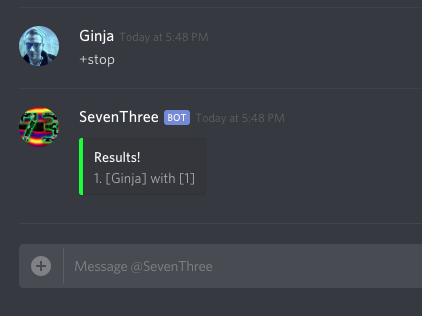 Ginja Today at 5:48 PM
+stop
SevenThree BOT Today at 5:48 PM
Results!
1. [Ginja] with [1]
Message @SevenThree